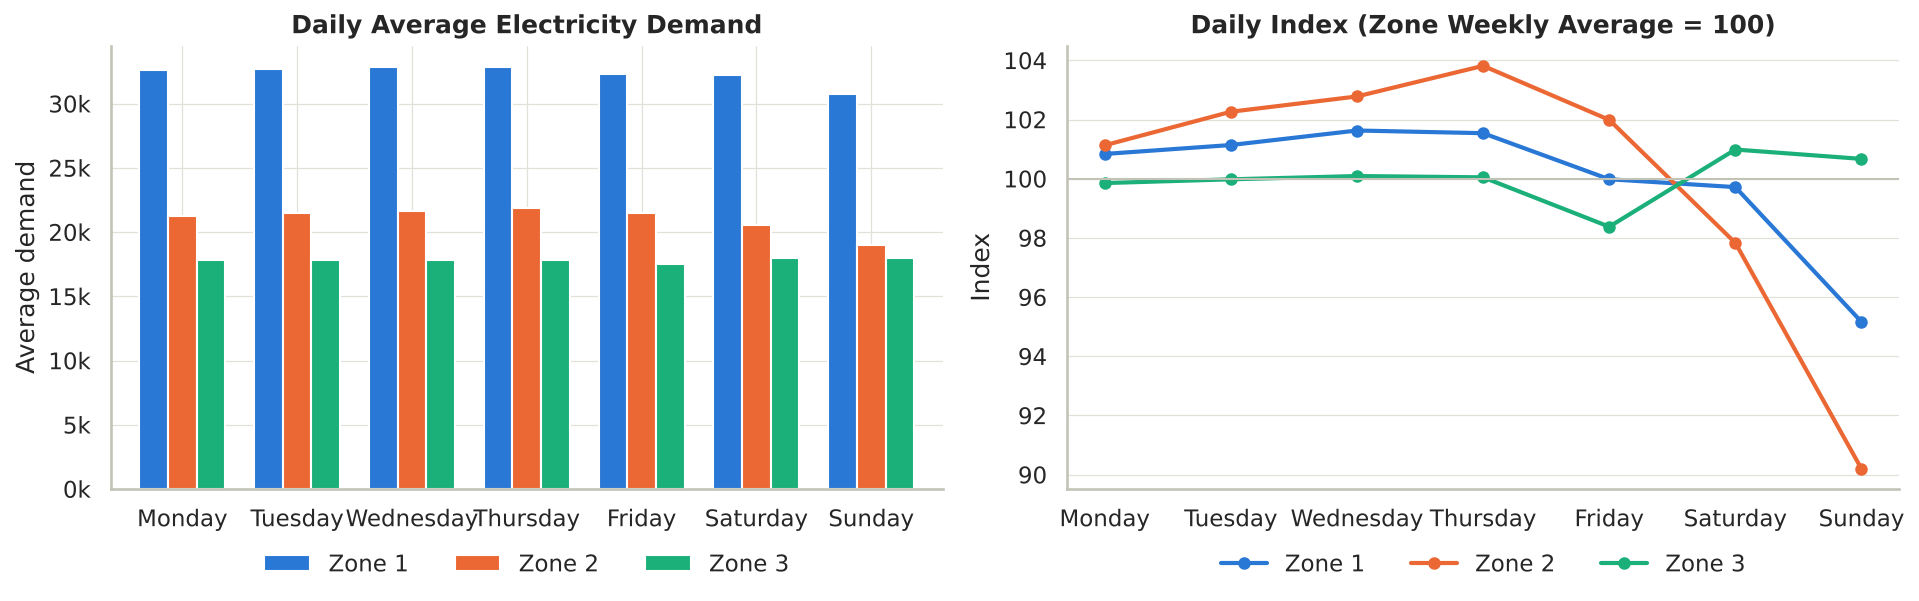 Daily Average Electricity Demand
Average demand
30k
25k
20k
15k
10k
5k
0k
Monday Tuesday Wednesday Thursday Friday Saturday Sunday
Zone 1 Zone 2 Zone 3
Daily Index (Zone Weekly Average = 100)
Index
104
102
100
98
96
94
92
90
Monday Tuesday Wednesday Thursday Friday Saturday Sunday
Zone 1 Zone 2 Zone 3